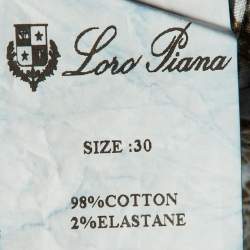 Loro Piana
SIZE :30
98%COTTON
2%ELASTANE